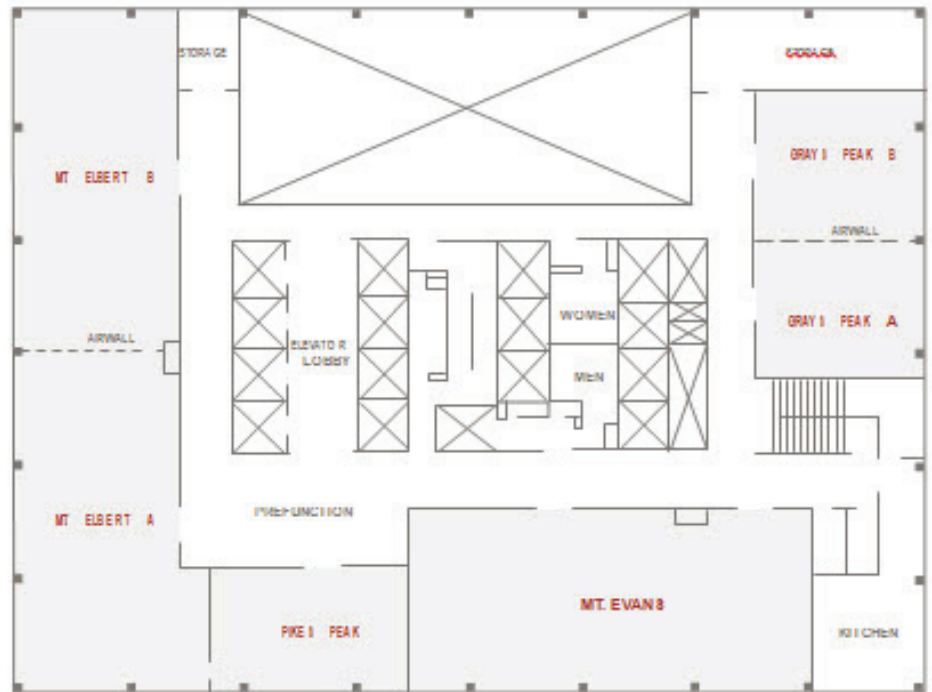 STORAGE
STORAGE
MT ELBERT B
GRAY'S PEAK B
AIRWALL
AIRWALL
WOMEN
GRAY'S PEAK A
ELEVATOR
LOBBY
MEN
PREFUNCTION
MT ELBERT A
MT. EVANS
PIKE'S PEAK
KITCHEN